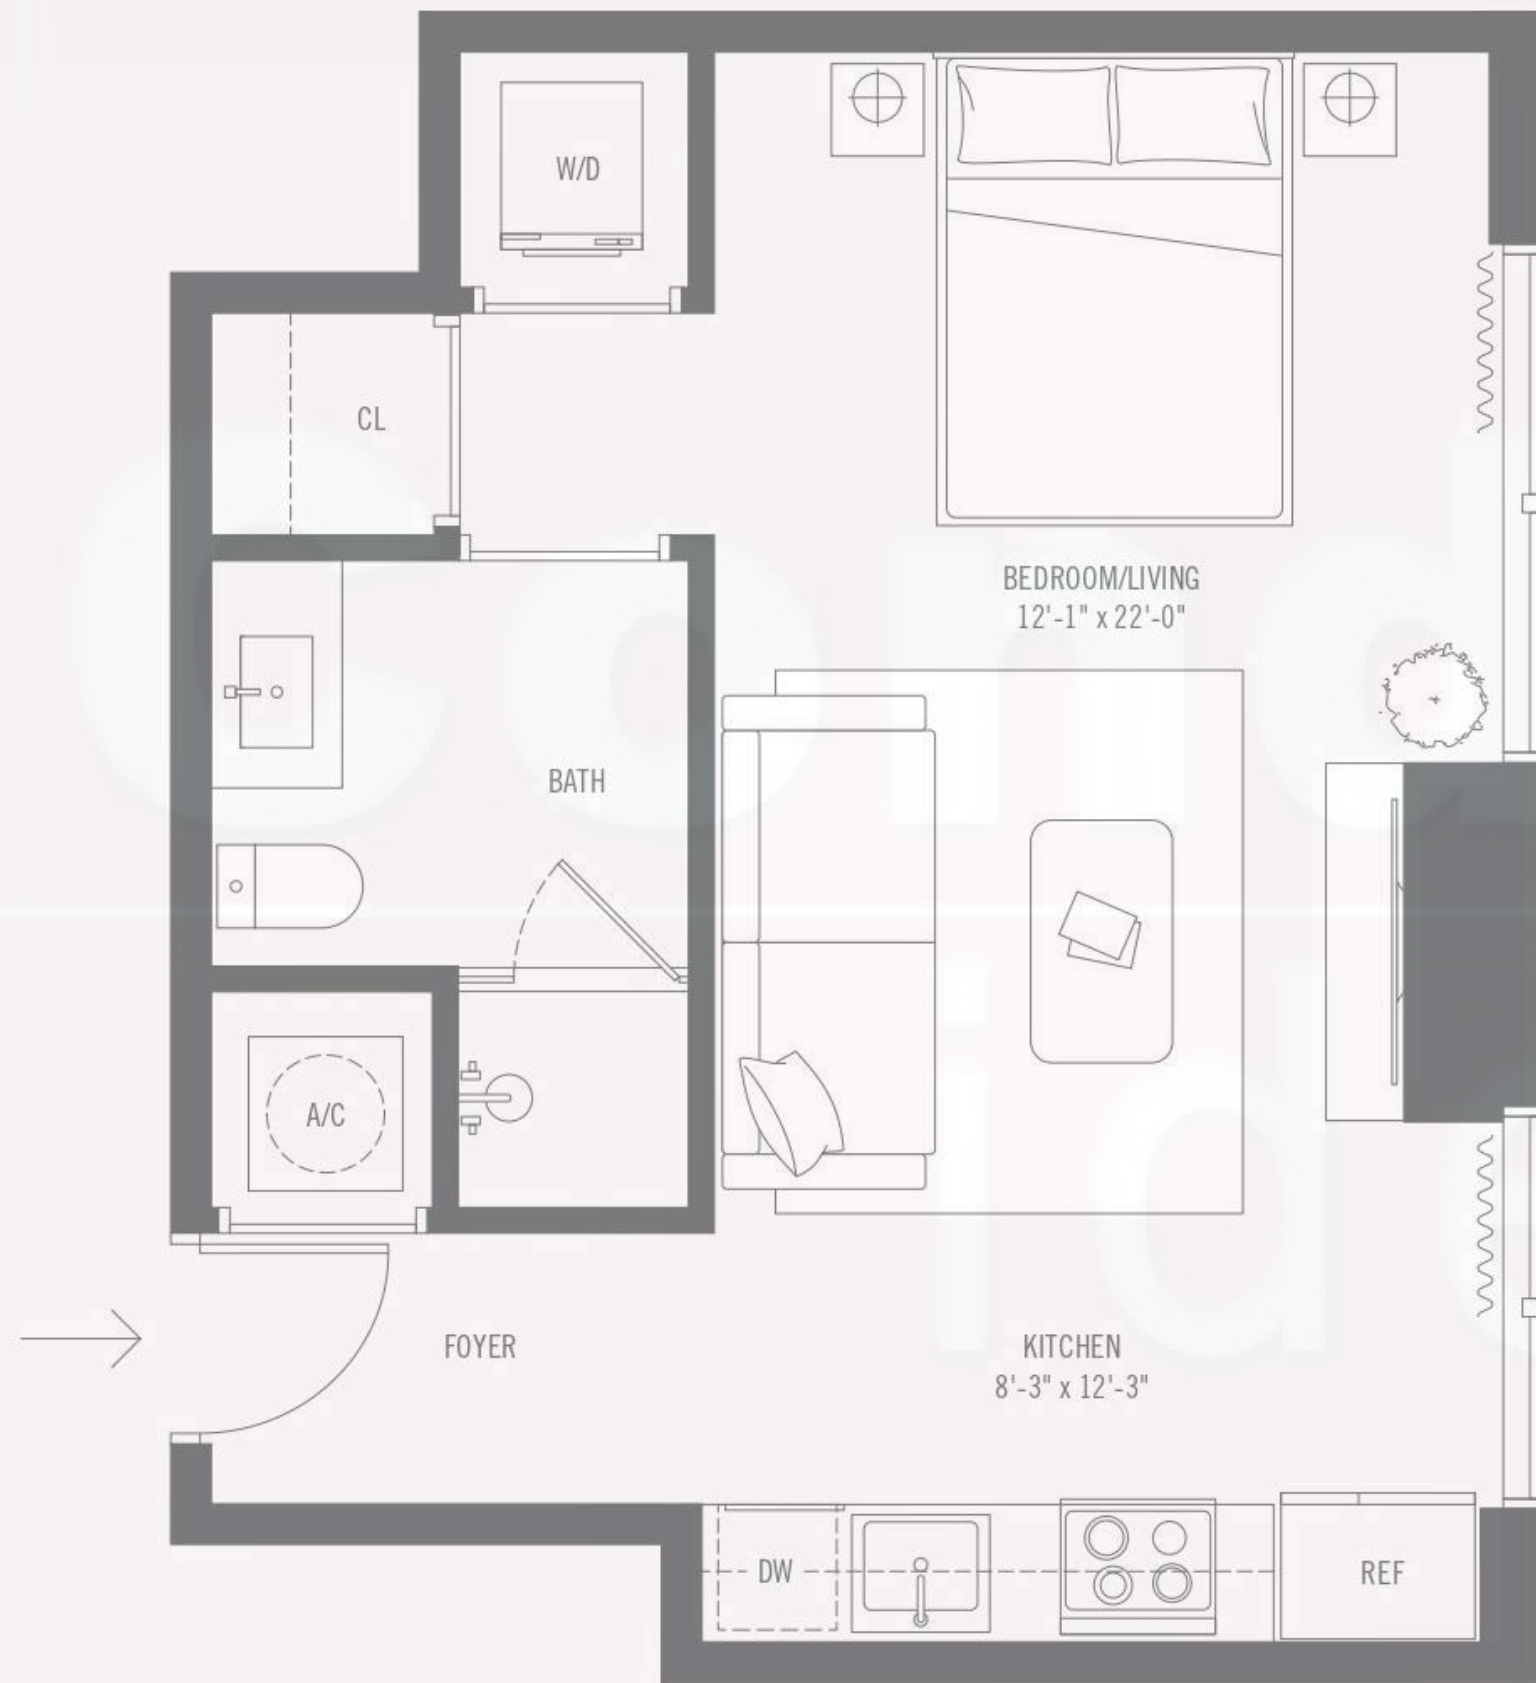 W/D
CL
BEDROOM/LIVING
12'-1" x 22'-0"
BATH
A/C
FOYER
KITCHEN
8'-3" x 12'-3"
DW
REF